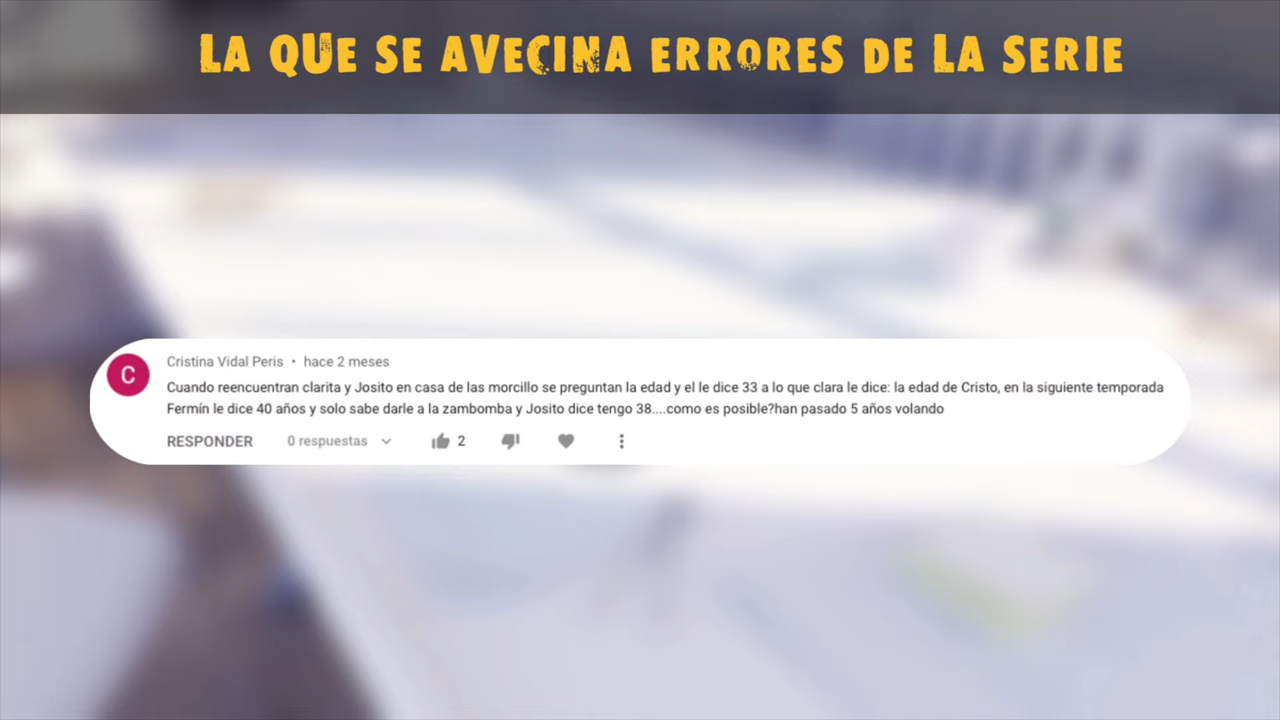 LA QUE SE AVECINA ERRORES DE LA SERIE
C
Cristina Vidal Peris • hace 2 meses
Cuando reencuentran clarita y Josito en casa de las morcillo se preguntan la edad y el le dice 33 a lo que clara le dice: la edad de Cristo, en la siguiente temporada
Fermín le dice 40 años y solo sabe darle a la zambomba y Josito dice tengo 38....como es posible?han pasado 5 años volando
RESPONDER 0 respuestas 2